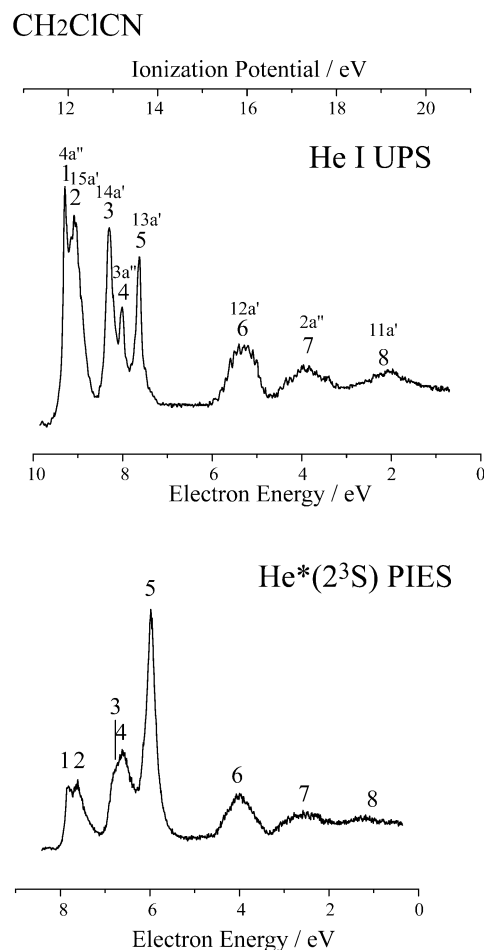 CH2ClCN
Ionization Potential / eV
12 14 16 18 20
He I UPS
4a"
1 15a'
2
14a'
3
3a"
4
13a'
5
12a'
6
2a"
7
11a'
8
10 8 6 4 2 0
Electron Energy / eV
He*(2³S) PIES
5
3
4
12
6
7
8
8 6 4 2 0
Electron Energy / eV